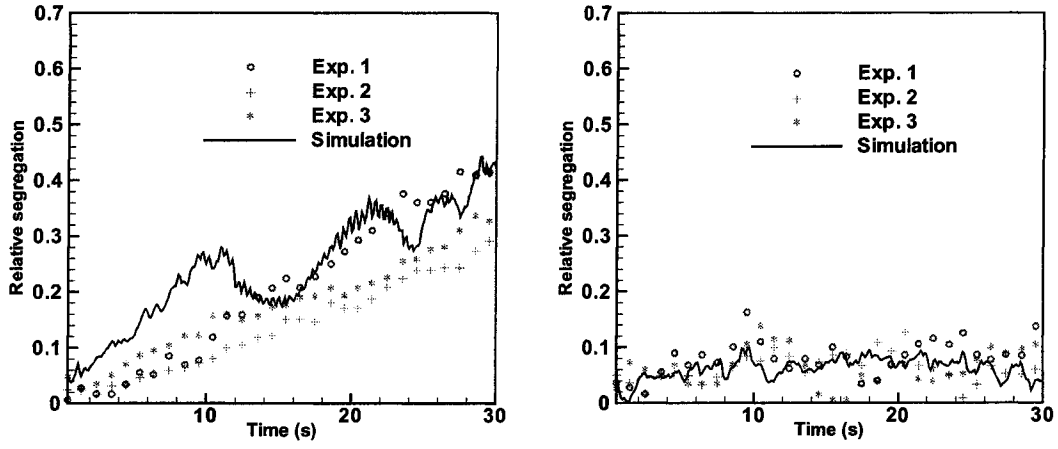 0.7
0.6
0.5
0.4
0.3
0.2
0.1
0
Relative segregation
Exp. 1
Exp. 2
Exp. 3
Simulation
10
20
30
Time (s)
0.7
0.6
0.5
0.4
0.3
0.2
0.1
0
Relative segregation
Exp. 1
Exp. 2
Exp. 3
Simulation
10
20
30
Time (s)